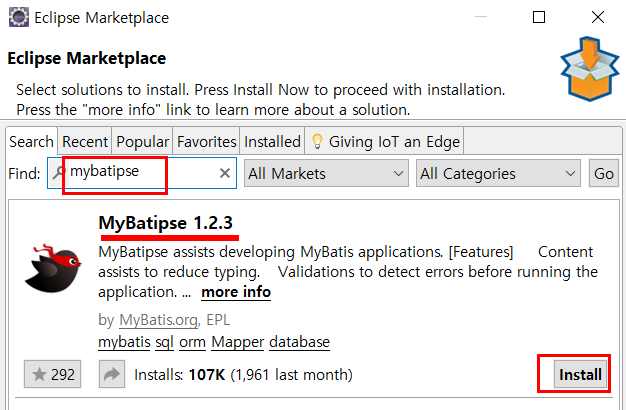 Eclipse Marketplace
Eclipse Marketplace
Select solutions to install. Press Install Now to proceed with installation.
Press the "more info" link to learn more about a solution.
Search Recent Popular Favorites Installed Giving IoT an Edge
Find: mybatipse All Markets All Categories Go
MyBatipse 1.2.3
MyBatipse assists developing MyBatis applications. [Features] Content
assists to reduce typing. Validations to detect errors before running the
application. ... more info
by MyBatis.org, EPL
mybatis sql orm Mapper database
292 Installs: 107K (1,961 last month) Install